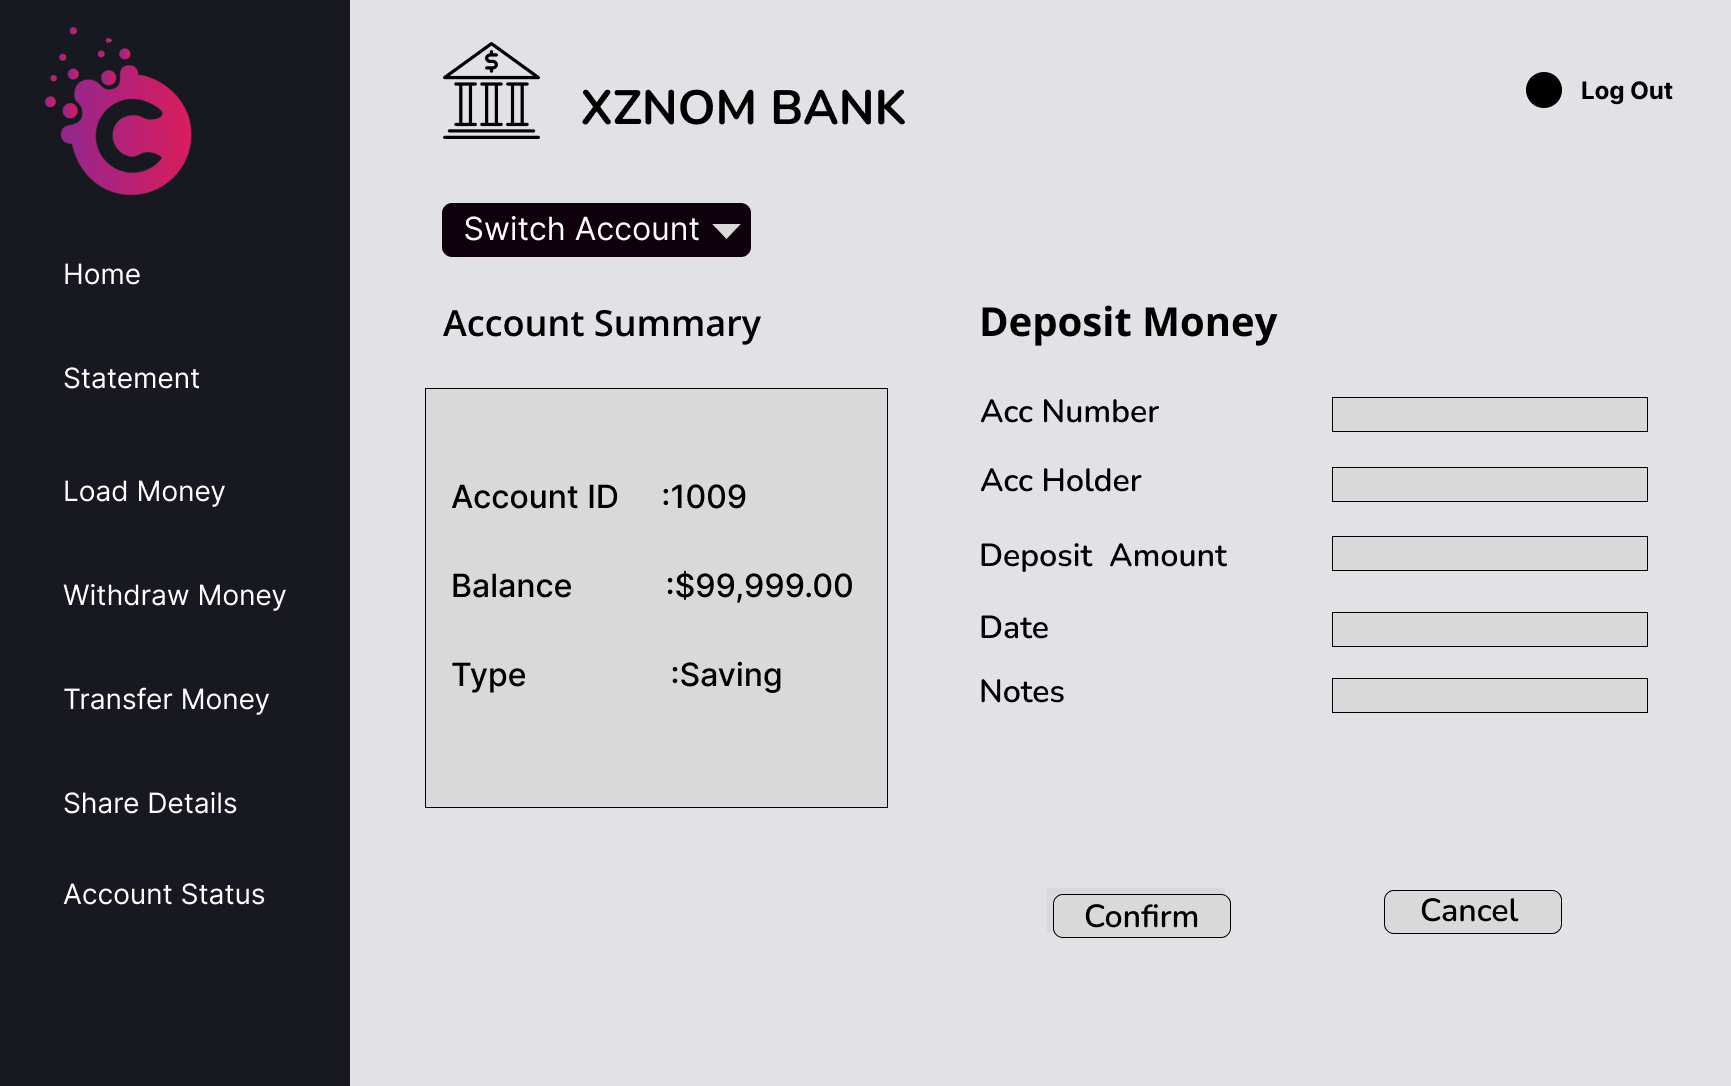 XZNOM BANK
Log Out
Switch Account
Home
Statement
Load Money
Withdraw Money
Transfer Money
Share Details
Account Status
Account Summary
Account ID :1009
Balance :$99,999.00
Type :Saving
Deposit Money
Acc Number
Acc Holder
Deposit Amount
Date
Notes
Confirm
Cancel